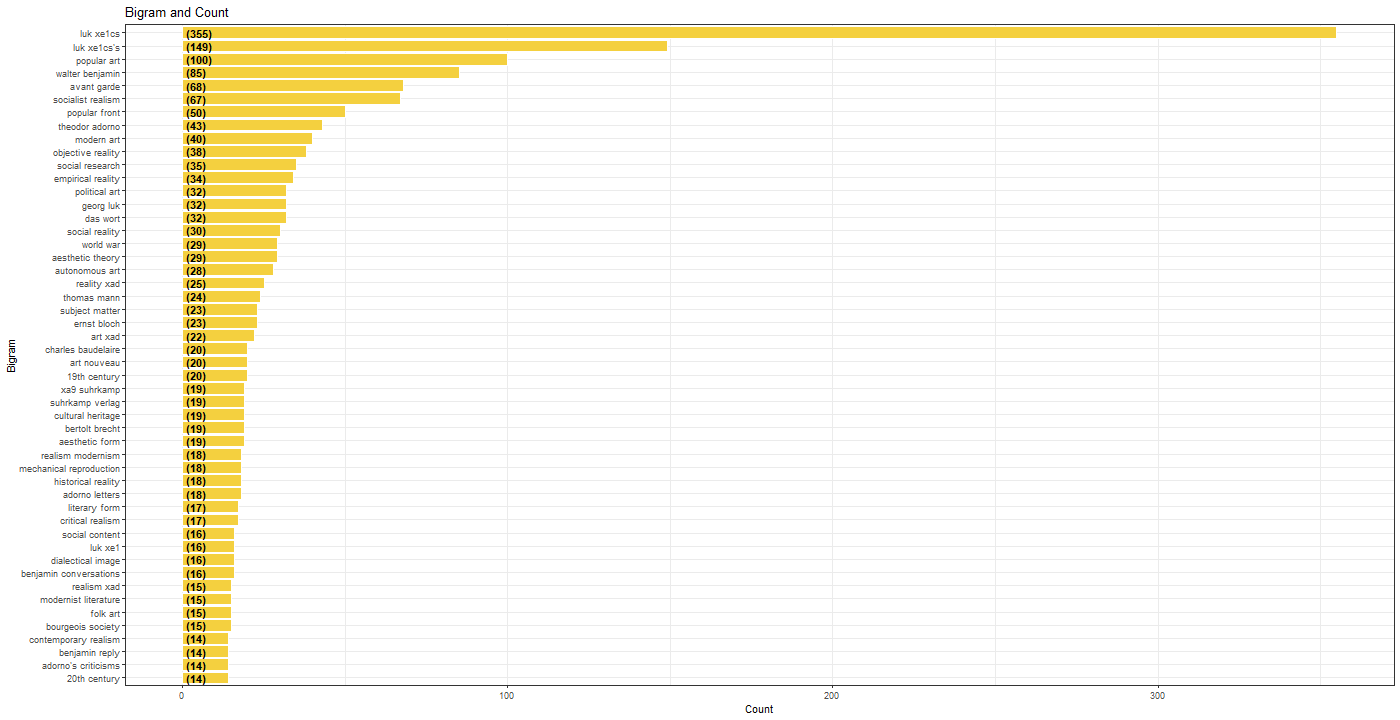 Bigram and Count
luk xe1cs (355)
luk xe1cs's (149)
popular art (100)
walter benjamin (85)
avant garde (68)
socialist realism (67)
popular front (50)
theodor adorno (43)
modern art (40)
objective reality (38)
social research (35)
empirical reality (34)
political art (32)
georg luk (32)
das wort (32)
social reality (30)
world war (29)
aesthetic theory (29)
autonomous art (28)
reality xad (25)
thomas mann (24)
subject matter (23)
ernst bloch (23)
art xad (22)
charles baudelaire (20)
art nouveau (20)
19th century (20)
xa9 suhrkamp (19)
suhrkamp verlag (19)
cultural heritage (19)
bertolt brecht (19)
aesthetic form (19)
realism modernism (18)
mechanical reproduction (18)
historical reality (18)
adorno letters (18)
literary form (17)
critical realism (17)
social content (16)
luk xe1 (16)
dialectical image (16)
benjamin conversations (16)
realism xad (15)
modernist literature (15)
folk art (15)
bourgeois society (15)
contemporary realism (14)
benjamin reply (14)
adorno's criticisms (14)
20th century (14)
Bigram
0 100 200 300
Count